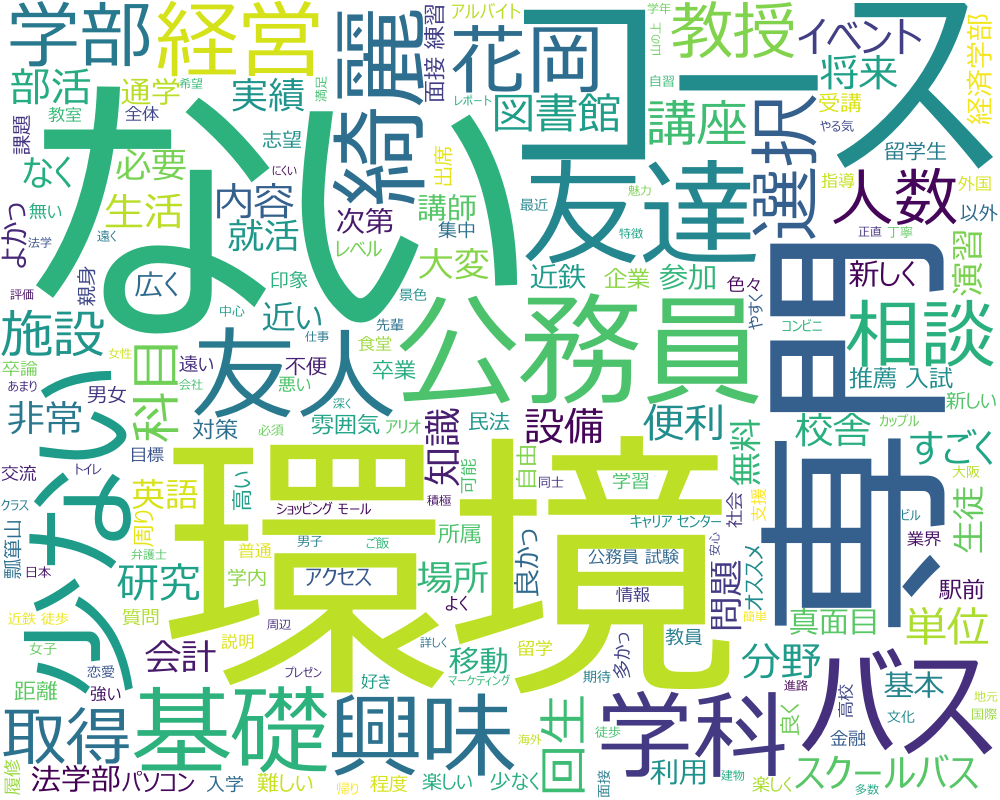 学部
経営
綺麗
面接 練習
アルバイト
学年
山の上
花岡
コース
教授
イベント
経済学部
部活
通学
実績
希望
満足
レポート
自習
将来
教室
全体
図書館
講座
選択
受講
やる気
課題
ない
志望
出席
留学生
なく
必要
内容
にくい
最近
魅力
人数
指導
外国
以外
よかっ
無い
生活
就活
次第
講師
集中
友達
特徴
正直
丁寧
法学
遠く
レベル
大変
近鉄
企業
参加
色々
新しく
演習
評価
親身
広く
印象
景色
公務員
専門
やすく
コンビニ
相談
施設
中心
近い
仕事
先輩
食堂
卒論
女性
科目
遠い
友人
不便
卒業
推薦 入試
新しい
あまり
会社
悪い
深く
非常
男女
対策
必須
雰囲気
アリオ
民法
設備
便利
校舎
カップル
すごく
少ない
目標
知識
無料
交流
トイレ
英語
高い
環境
可能
自由
同士
学習
生徒
大阪
クラス
周り
ショッピング モール
積極
社会
支援
ビル
瓢箪山
日本
弁護士
普通
男子
ご飯
所属
キャリア センター
業界
研究
学内
アクセス
場所
良かっ
公務員 試験
安心
問題
オススメ
駅前
近鉄 徒歩
質問
周辺
よく
情報
簡単
真面目
単位
女子
恋愛
会計
説明
詳しく
移動
留学
教員
多かっ
分野
距離
強い
基礎
プレゼン
好き
マーケティング
期待
進路
バス
基本
地元
取得
興味
回生
学科
高校
文化
国際
海外
徒歩
金融
履修
法学部
パソコン
入学
難しい
帰り
程度
楽しい
少なく
面接
利用
建物
良く
楽しく
スクールバス
多数